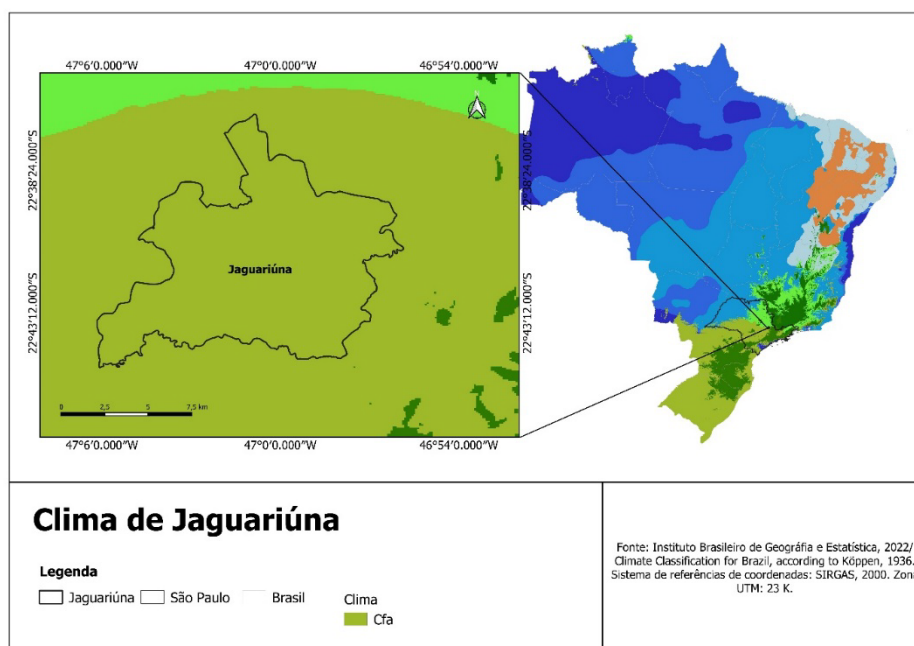 47°6′0.000″W 47°0′0.000″W 46°54′0.000″W
22°38′24.000″S
22°43′12.000″S
22°38′24.000″S
22°43′12.000″S
Jaguariúna
0 2,5 5 7,5 km
47°6′0.000″W 47°0′0.000″W 46°54′0.000″W
Clima de Jaguariúna
Legenda
Jaguariúna São Paulo Brasil
Clima
Cfa
Fonte: Instituto Brasileiro de Geográfia e Estatística, 2022/
Climate Classification for Brazil, according to Köppen, 1936.
Sistema de referências de coordenadas: SIRGAS, 2000. Zona
UTM: 23 K.